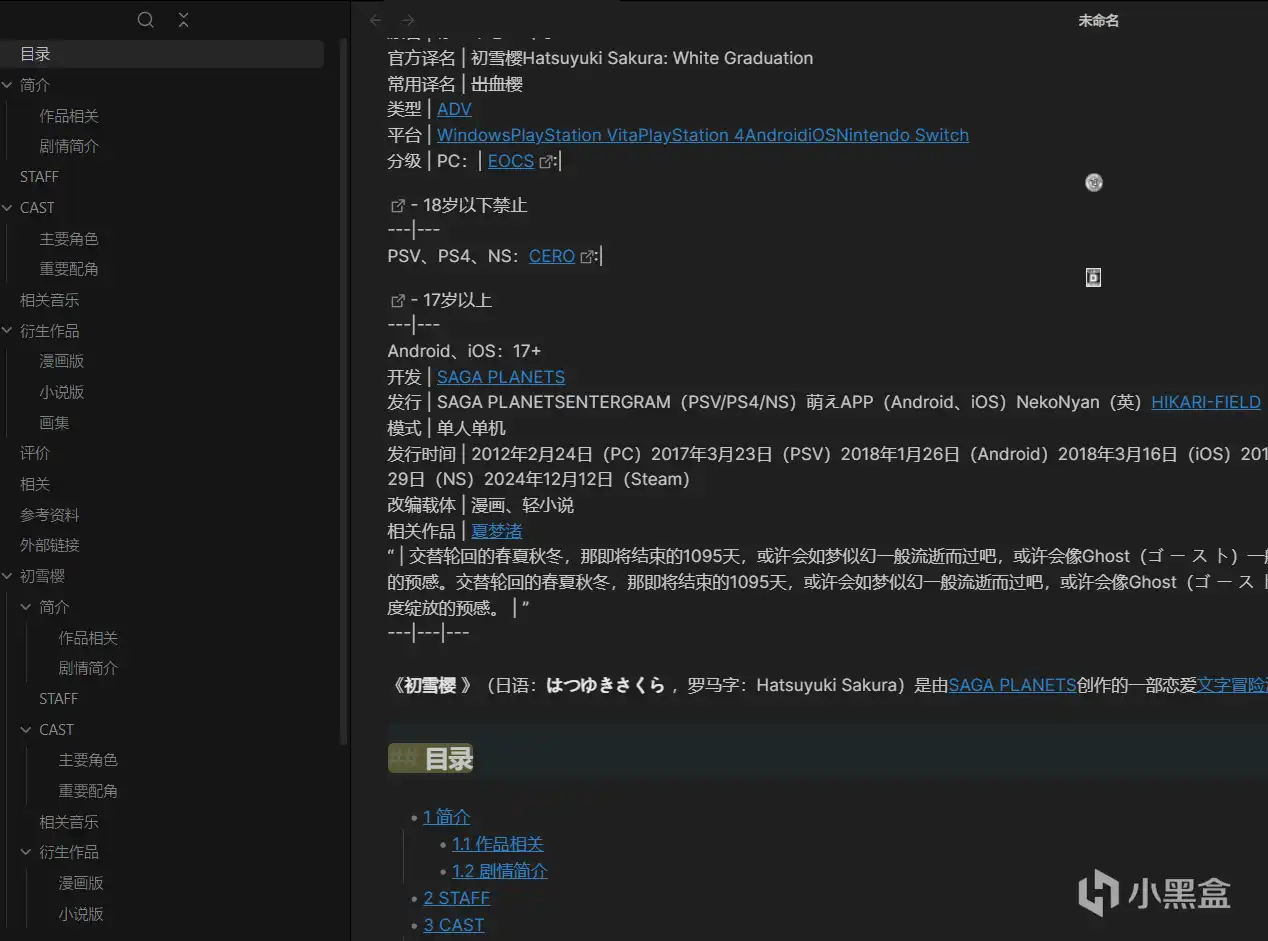 目录
简介
作品相关
剧情简介
STAFF
CAST
主要角色
重要配角
相关音乐
衍生作品
漫画版
小说版
画集
评价
相关
参考资料
外部链接
初雪樱
简介
作品相关
剧情简介
STAFF
CAST
主要角色
重要配角
相关音乐
衍生作品
漫画版
小说版
未命名
官方译名 | 初雪樱Hatsuyuki Sakura: White Graduation
常用译名 | 出血樱
类型 | ADV
平台 | WindowsPlayStation VitaPlayStation 4AndroidiOSNintendo Switch
分级 | PC： | EOCS :|
- 18岁以下禁止
---|---
PSV、PS4、NS：CERO :|
- 17岁以上
---|---
Android、iOS：17+
开发 | SAGA PLANETS
发行 | SAGA PLANETSENTERGRAM（PSV/PS4/NS）萌えAPP（Android、iOS）NekoNyan（英）HIKARI-FIELD
模式 | 单人单机
发行时间 | 2012年2月24日（PC）2017年3月23日（PSV）2018年1月26日（Android）2018年3月16日（iOS）201
29日（NS）2024年12月12日（Steam）
改编载体 | 漫画、轻小说
相关作品 | 夏梦渚
“ | 交替轮回的春夏秋冬，那即将结束的1095天，或许会如梦似幻一般流逝而过吧，或许会像Ghost（ゴ ー ス ト）一般
的预感。交替轮回的春夏秋冬，那即将结束的1095天，或许会如梦似幻一般流逝而过吧，或许会像Ghost（ゴ ー ス ト
度绽放的预感。 | ”
---|---|---
《初雪樱 》（日语：はつゆきさくら ，罗马字：Hatsuyuki Sakura）是由SAGA PLANETS创作的一部恋爱文字冒险
## 目录
• 1 简介
• 1.1 作品相关
• 1.2 剧情简介
• 2 STAFF
• 3 CAST
小黑盒